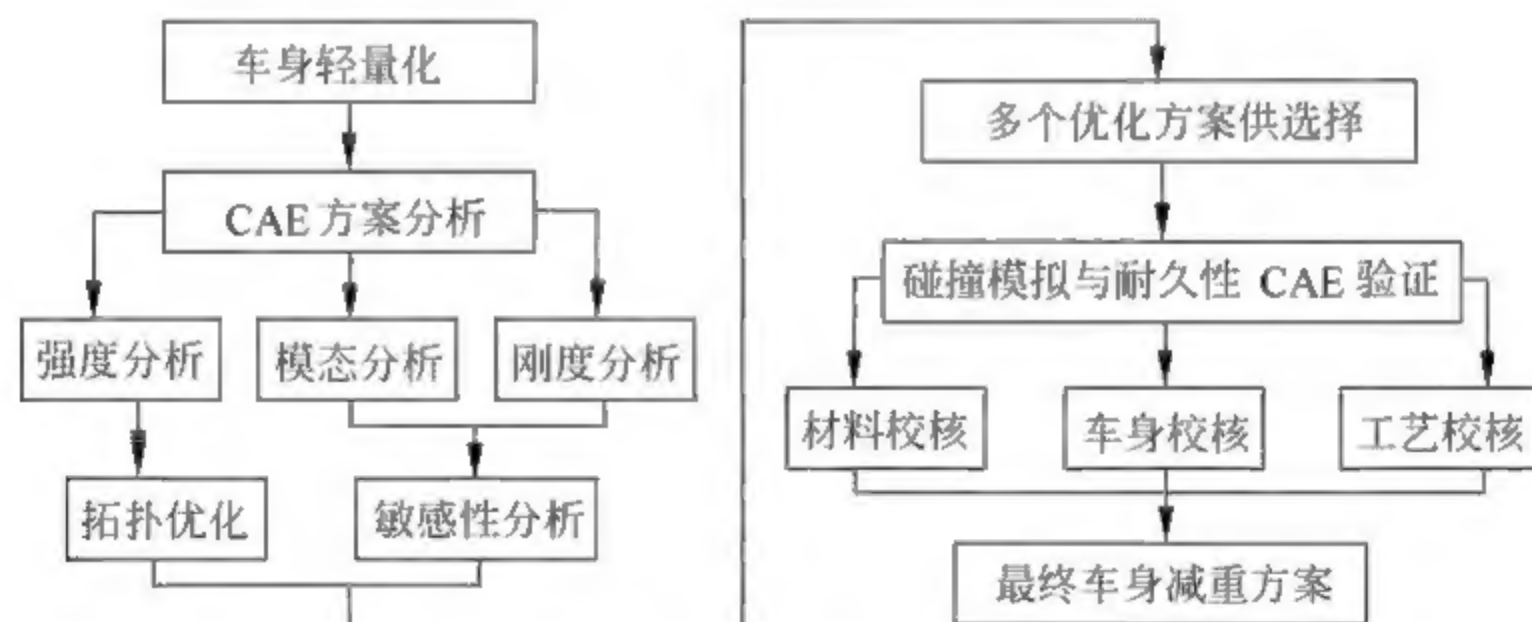 车身轻量化
CAE 方案分析
强度分析
模态分析
刚度分析
拓扑优化
敏感性分析
多个优化方案供选择
碰撞模拟与耐久性 CAE 验证
材料校核
车身校核
工艺校核
最终车身减重方案